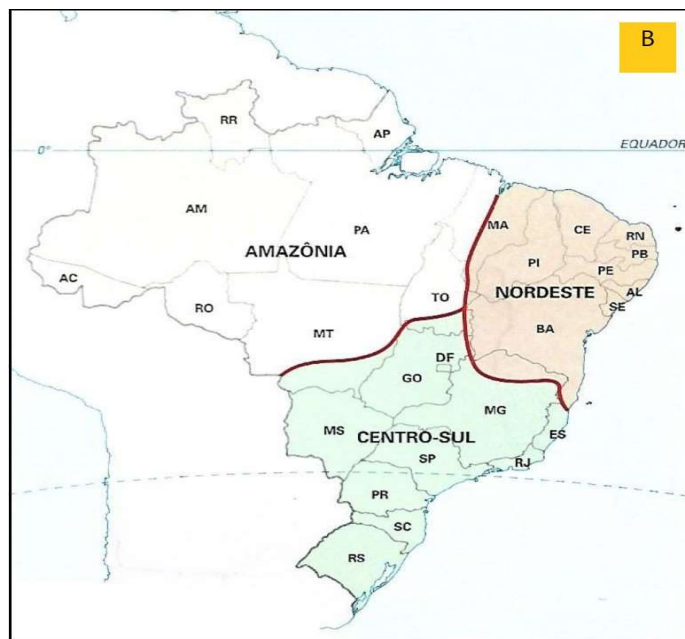 B
RR
AP
EQUADOR
0°
AM
PA
MA
CE
RN
PB
AMAZÔNIA
PI
PE
AC
NORDESTE
AL
RO
TO
SE
MT
BA
DF
GO
MG
MS
CENTRO-SUL
ES
SP
RJ
PR
SC
RS